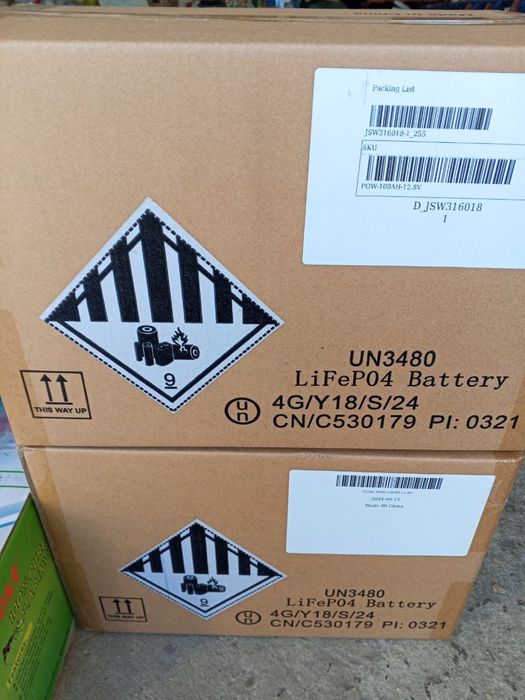 Packing List
JSW316018-1_255
SKU
POW-100AH-12.8V
D_JSW316018
1
9
UN3480
LiFePO4 Battery
4G/Y18/S/24
CN/C530179 PI: 0321
un
THIS WAY UP
2024-04-15
Made IN China
9
UN3480
LiFePO4 Battery
4G/Y18/S/24
CN/C530179 PI: 0321
un
THIS WAY UP